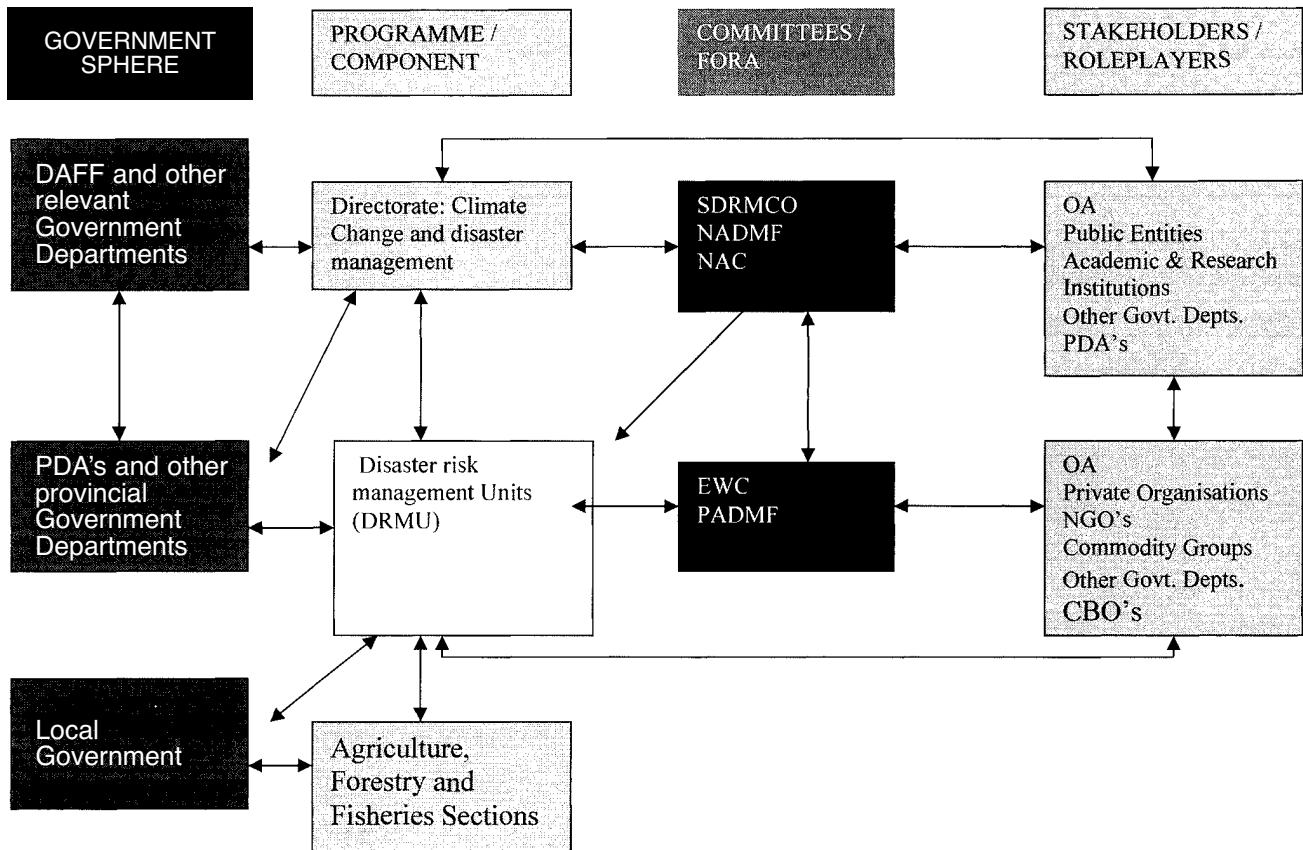 GOVERNMENT
SPHERE
PROGRAMME /
COMPONENT
COMMITTEES /
FORA
STAKEHOLDERS /
ROLEPLAYERS
DAFF and other
relevant
Government
Departments
Directorate: Climate
Change and disaster
management
SDRMCO
NADMF
NAC
OA
Public Entities
Academic & Research
Institutions
Other Govt. Depts.
PDA's
PDA's and other
provincial
Government
Departments
Disaster risk
management Units
(DRMU)
EWC
PADMF
OA
Private Organisations
NGO's
Commodity Groups
Other Govt. Depts.
CBO's
Local
Government
Agriculture,
Forestry and
Fisheries Sections